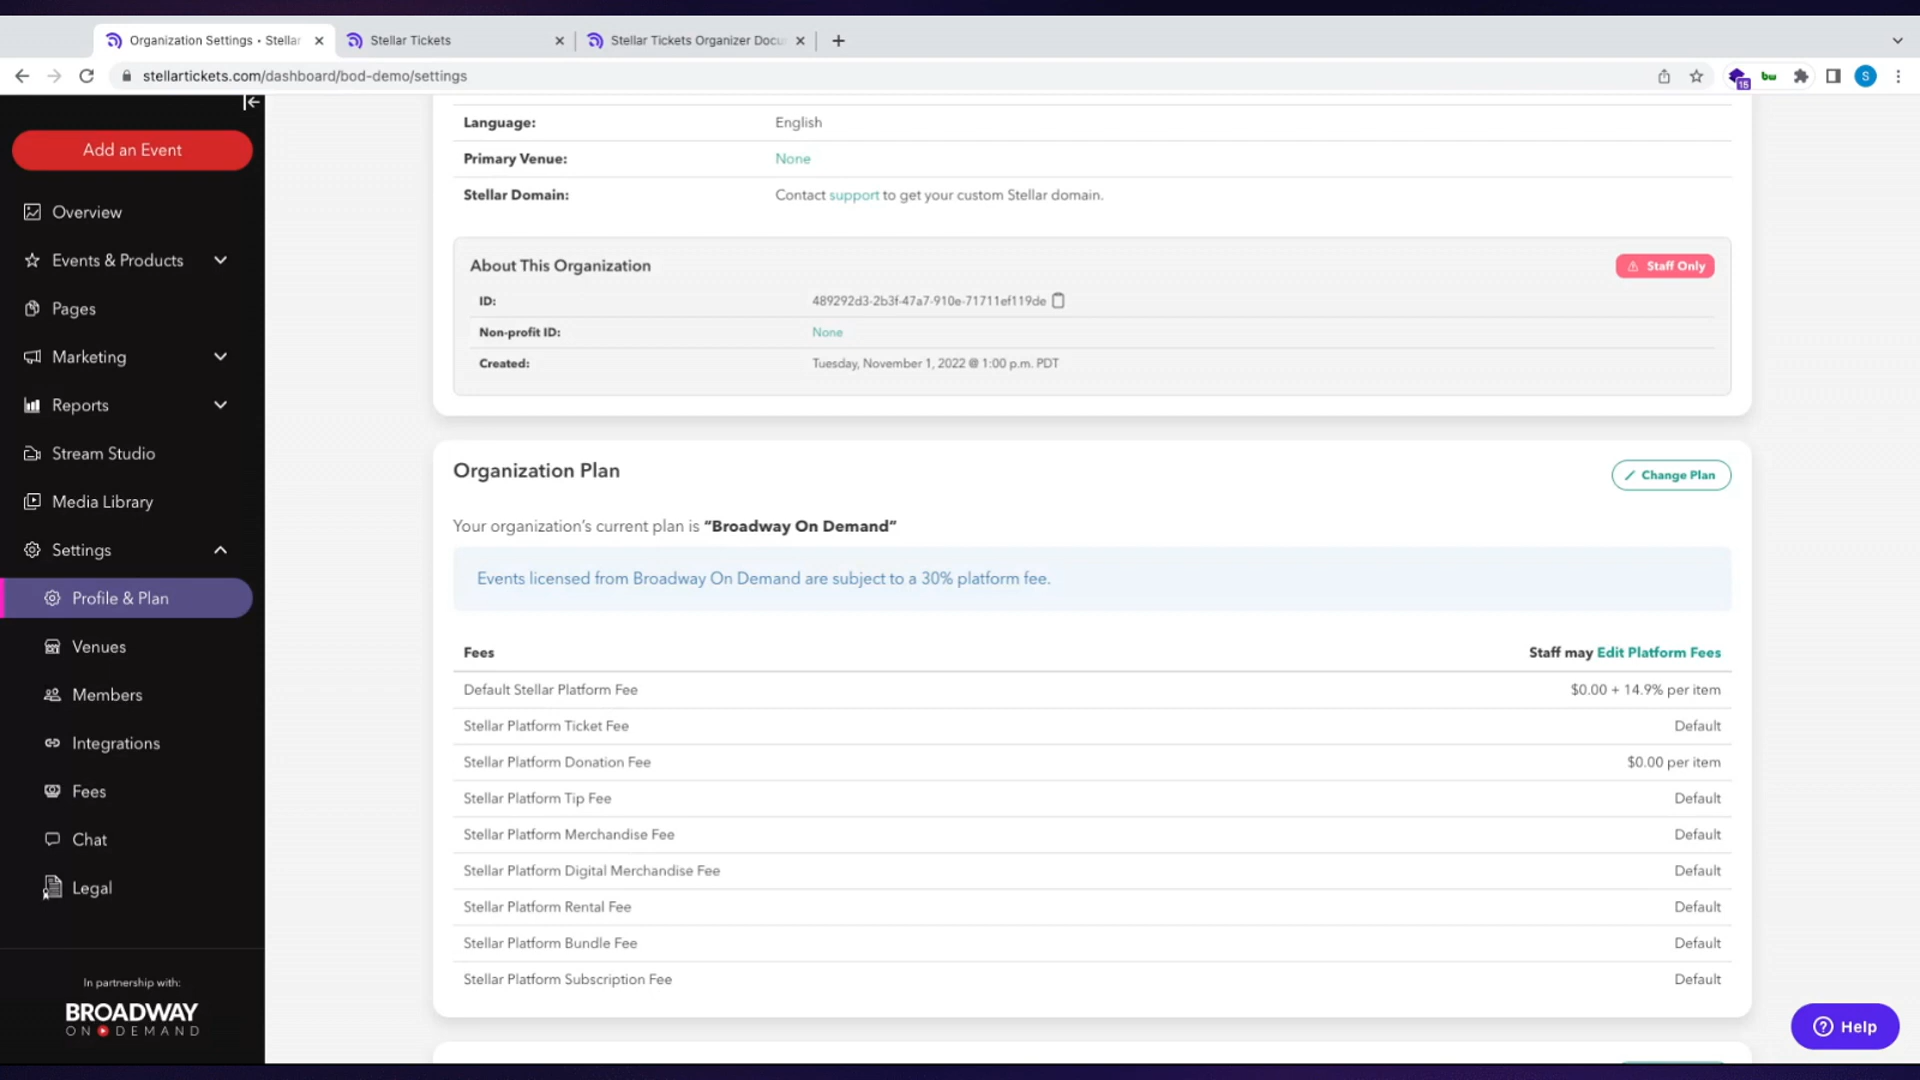 Organization Settings • Stellar
Stellar Tickets
Stellar Tickets Organizer Docu
stellartickets.com/dashboard/bod-demo/settings
15
bw
S
Add an Event
Overview
Events & Products
Pages
Marketing
Reports
Stream Studio
Media Library
Settings
Profile & Plan
Venues
Members
Integrations
Fees
Chat
Legal
In partnership with:
BROADWAY
ON DEMAND
Language: English
Primary Venue: None
Stellar Domain: Contact support to get your custom Stellar domain.
About This Organization
Staff Only
ID: 489292d3-2b3f-47a7-910e-71711ef119de
Non-profit ID: None
Created: Tuesday, November 1, 2022 @ 1:00 p.m. PDT
Organization Plan
Change Plan
Your organization's current plan is “Broadway On Demand”
Events licensed from Broadway On Demand are subject to a 30% platform fee.
Fees Staff may Edit Platform Fees
Default Stellar Platform Fee $0.00 + 14.9% per item
Stellar Platform Ticket Fee Default
Stellar Platform Donation Fee $0.00 per item
Stellar Platform Tip Fee Default
Stellar Platform Merchandise Fee Default
Stellar Platform Digital Merchandise Fee Default
Stellar Platform Rental Fee Default
Stellar Platform Bundle Fee Default
Stellar Platform Subscription Fee Default
Help